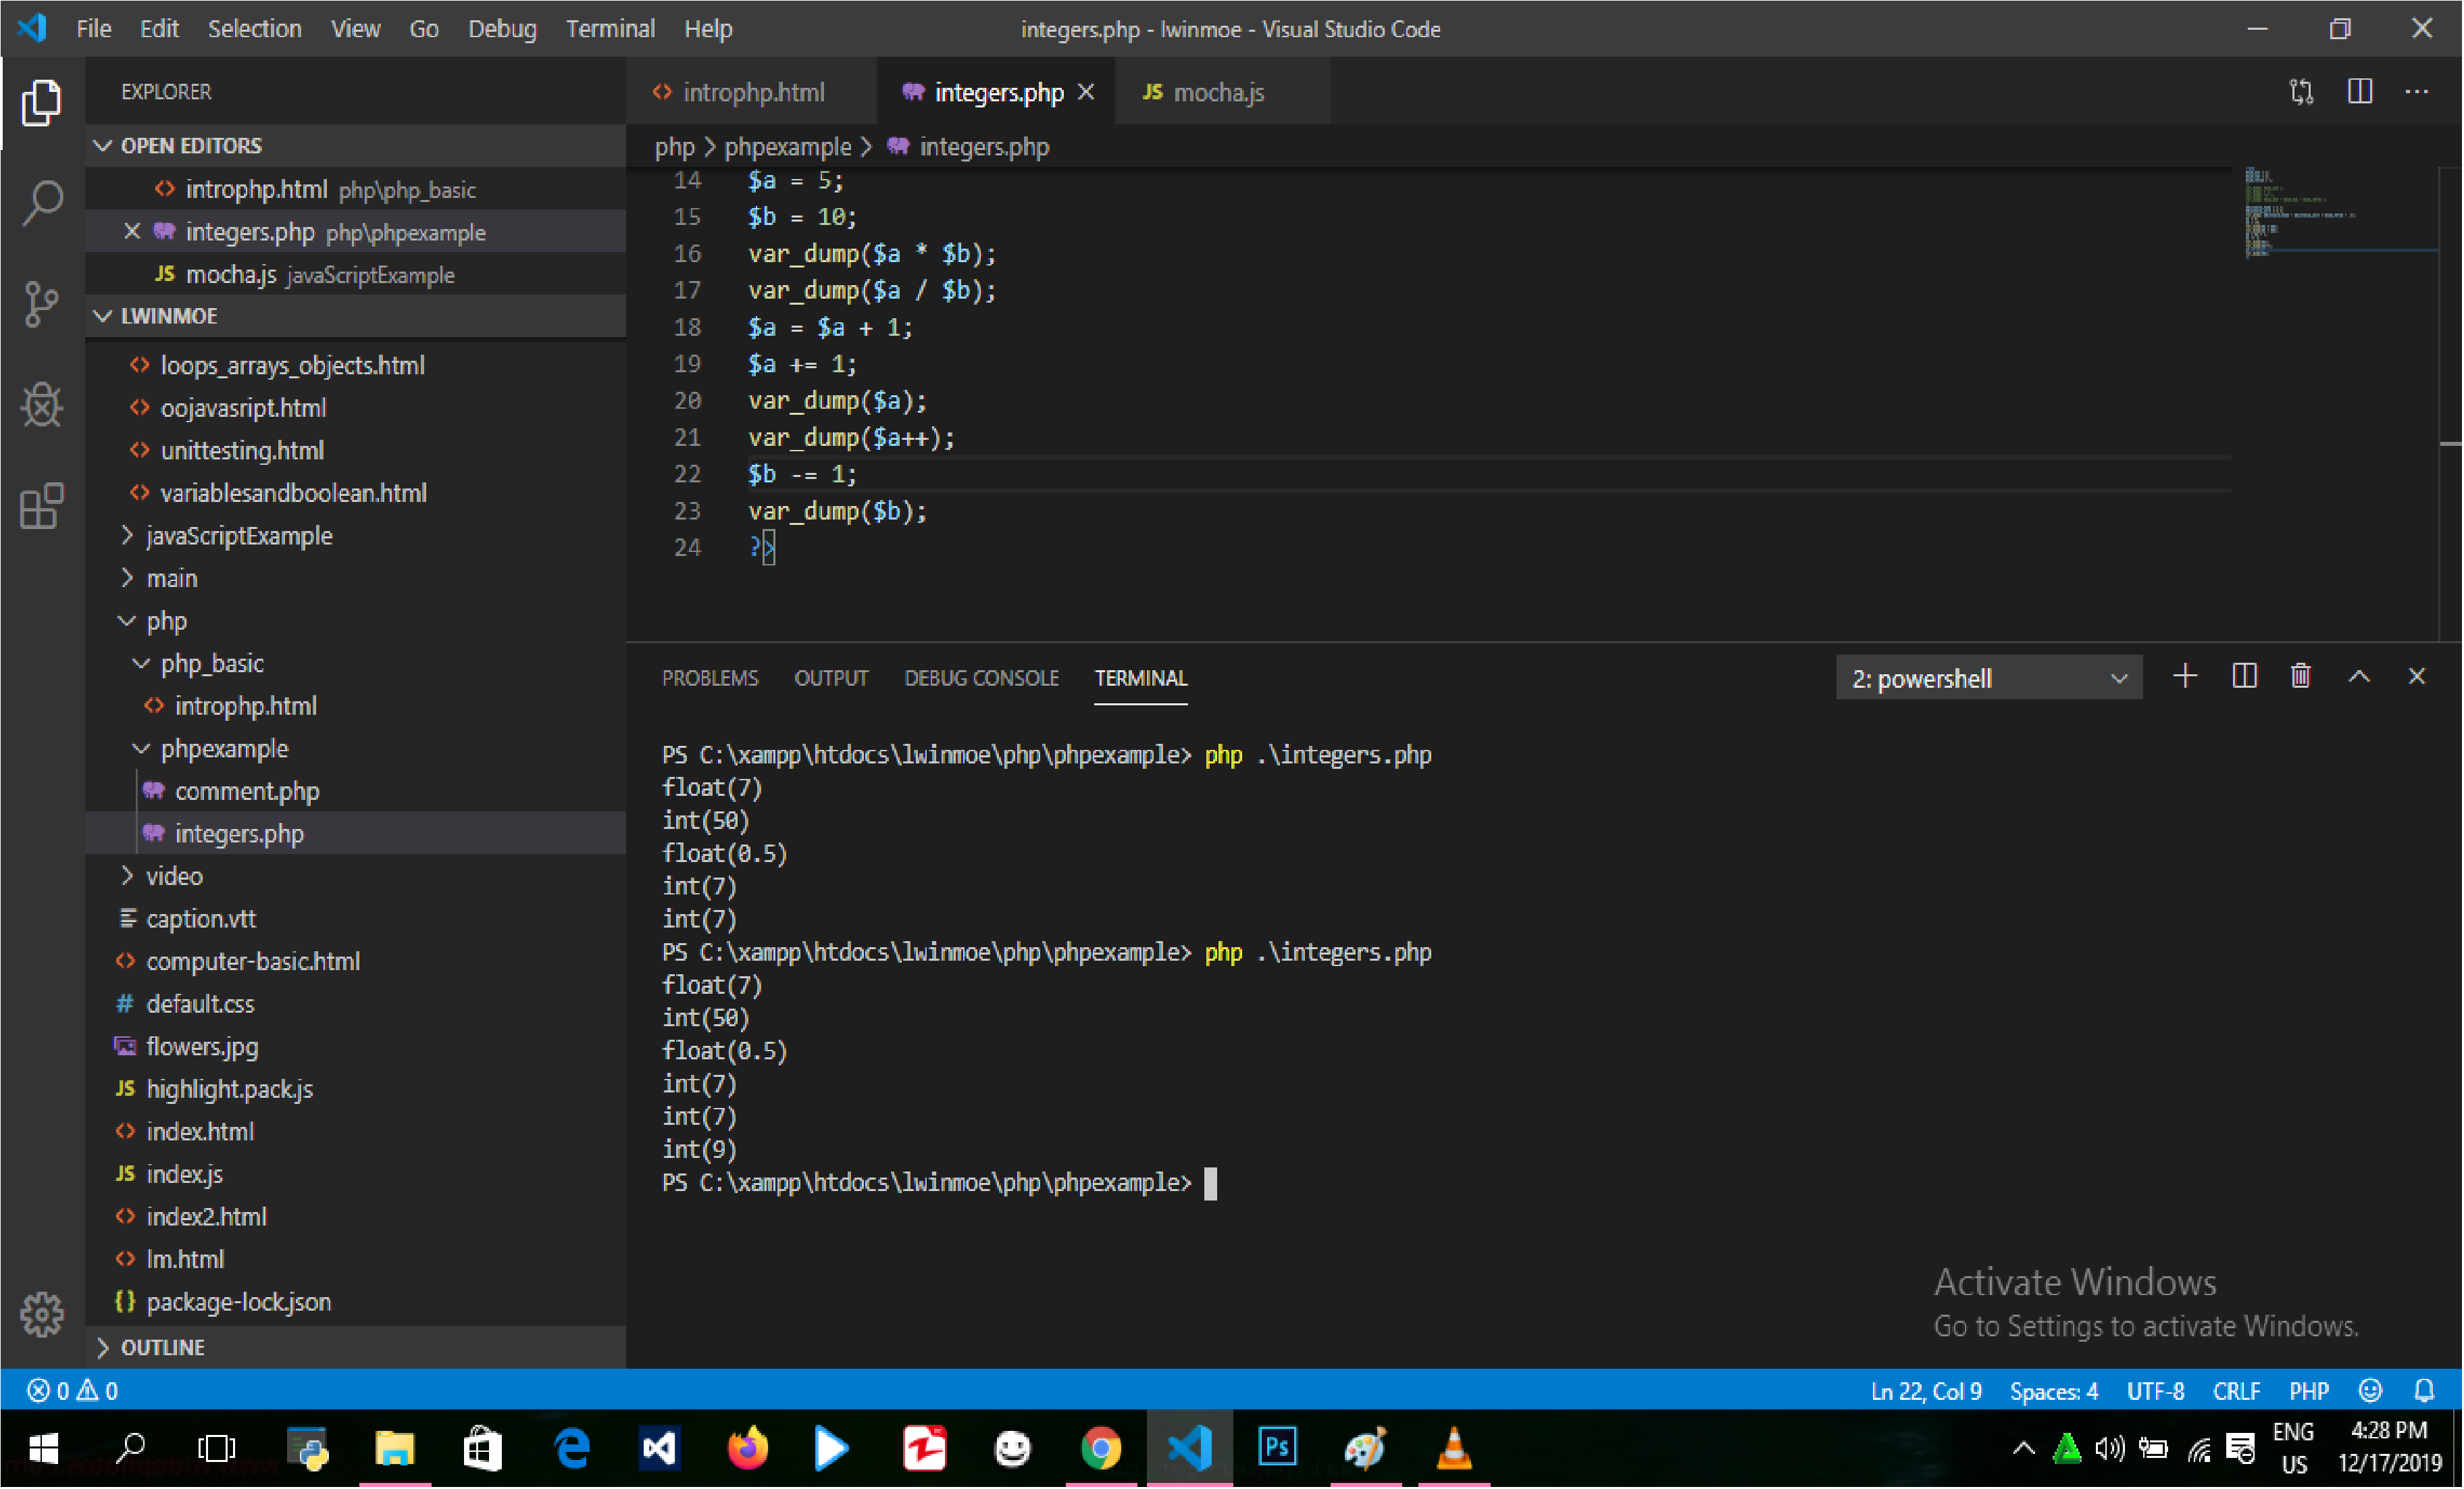 File Edit Selection View Go Debug Terminal Help
integers.php - lwinmoe - Visual Studio Code
EXPLORER
OPEN EDITORS
introphp.html php\php_basic
integers.php php\phpexample
JS mocha.js javaScriptExample
LWINMOE
loops_arrays_objects.html
oojavasript.html
unittesting.html
variablesandboolean.html
javaScriptExample
main
php
php_basic
introphp.html
phpexample
comment.php
integers.php
video
caption.vtt
computer-basic.html
# default.css
flowers.jpg
JS highlight.pack.js
index.html
JS index.js
index2.html
lm.html
{} package-lock.json
OUTLINE
introphp.html
integers.php
JS mocha.js
php > phpexample > integers.php
14 $a = 5;
15 $b = 10;
16 var_dump($a * $b);
17 var_dump($a / $b);
18 $a = $a + 1;
19 $a += 1;
20 var_dump($a);
21 var_dump($a++);
22 $b -= 1;
23 var_dump($b);
24 ?>
PROBLEMS OUTPUT DEBUG CONSOLE TERMINAL
2: powershell
PS C:\xampp\htdocs\lwinmoe\php\phpexample> php .\integers.php
float(7)
int(50)
float(0.5)
int(7)
int(7)
PS C:\xampp\htdocs\lwinmoe\php\phpexample> php .\integers.php
float(7)
int(50)
float(0.5)
int(7)
int(7)
int(9)
PS C:\xampp\htdocs\lwinmoe\php\phpexample>
Activate Windows
Go to Settings to activate Windows.
0 0
Ln 22, Col 9 Spaces: 4 UTF-8 CRLF PHP
Ps
ENG
US
4:28 PM
12/17/2019